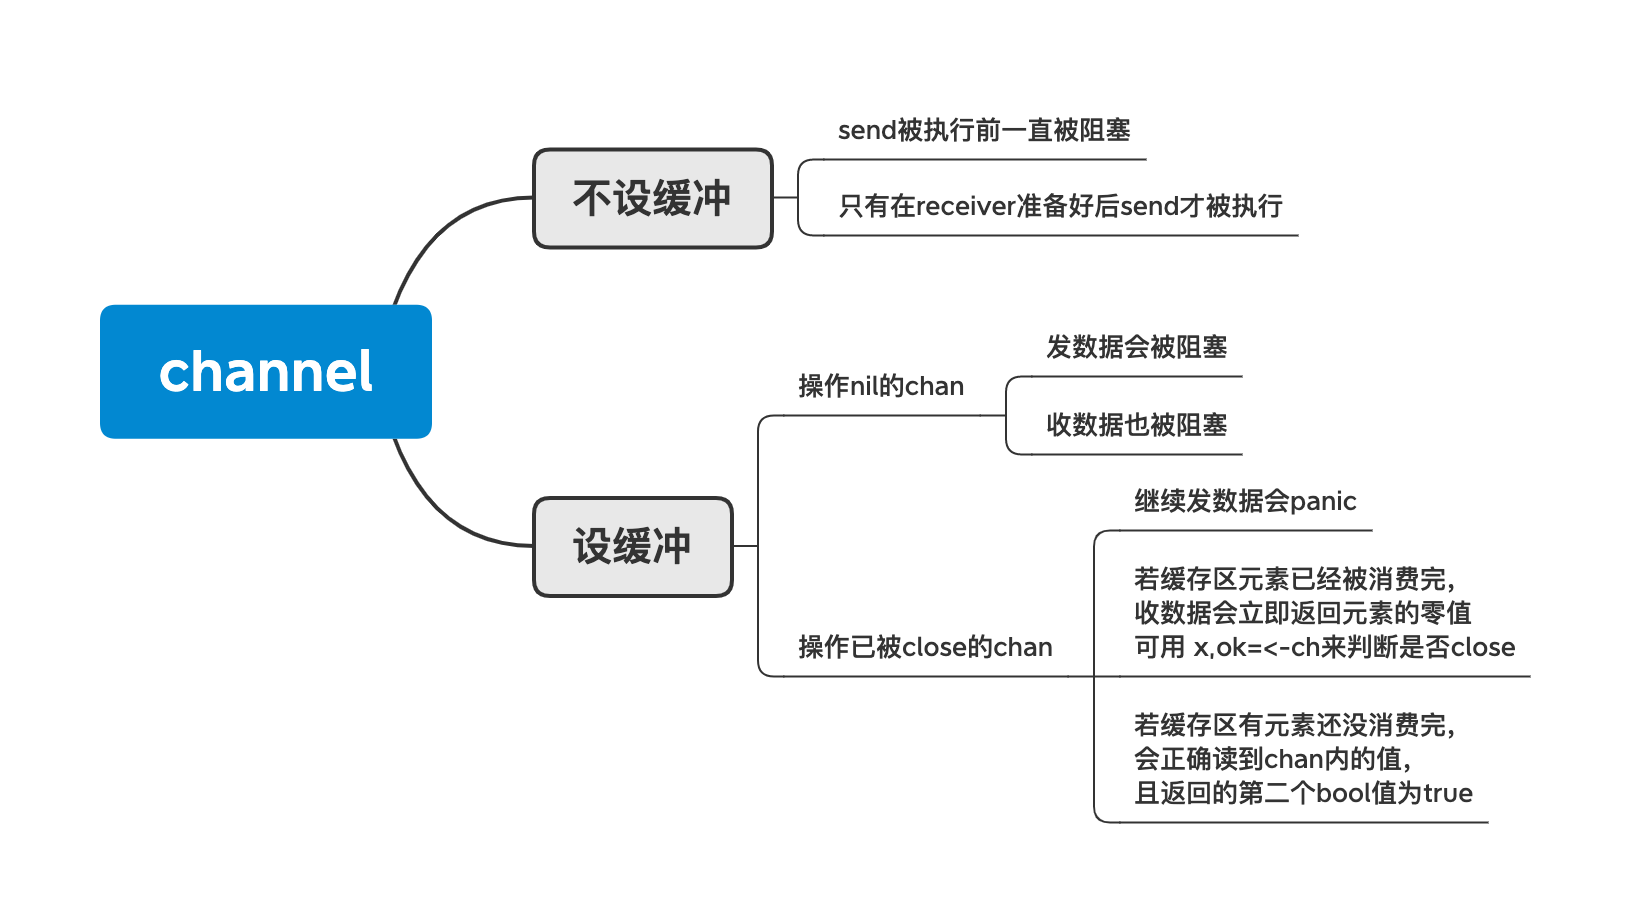 channel
不设缓冲
send被执行前一直被阻塞
只有在receiver准备好后send才被执行
设缓冲
操作nil的chan
发数据会被阻塞
收数据也被阻塞
操作已被close的chan
继续发数据会panic
若缓存区元素已经被消费完，
收数据会立即返回元素的零值
可用 x,ok=<-ch来判断是否close
若缓存区有元素还没消费完，
会正确读到chan内的值，
且返回的第二个bool值为true